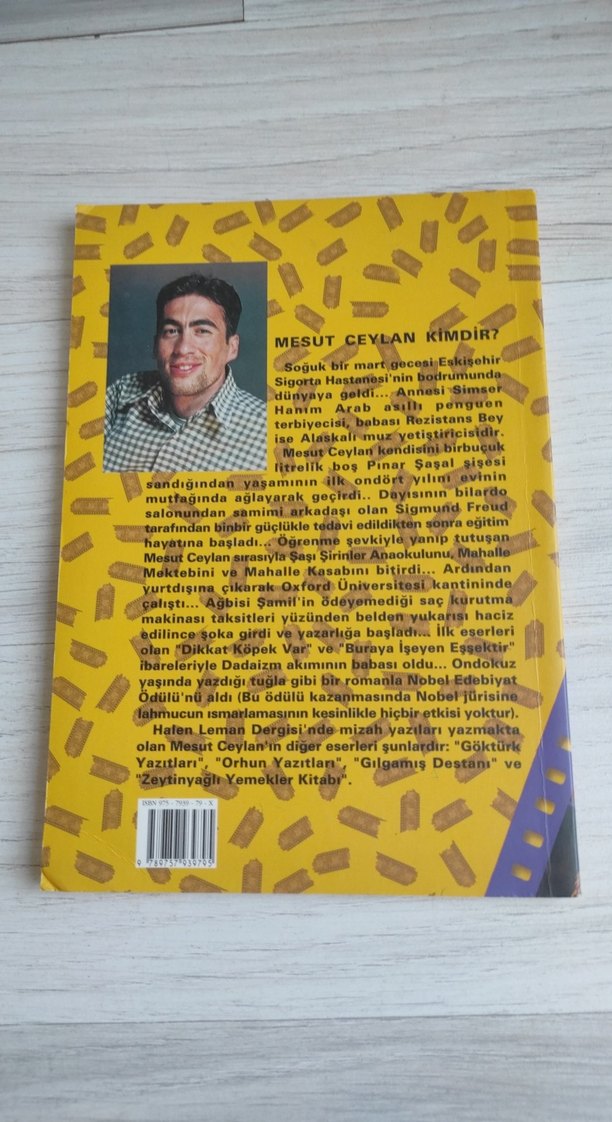 MESUT CEYLAN KİMDİR?
Soğuk bir mart gecesi Eskişehir
Sigorta Hastanesi'nin bodrumunda
dünyaya geldi... Annesi Simser
Hanım Arab asıllı penguen
terbiyecisi, babası Rezistans Bey
ise Alaskalı muz yetiştiricisidir.
Mesut Ceylan kendisini birbuçuk
litrelik boş Pınar Şaşal şişesi
sandığından yaşamının ilk ondört yılını evinin
mutfağında ağlayarak geçirdi.. Dayısının bilardo
salonundan samimi arkadaşı olan Sigmund Freud
tarafından binbir güçlükle tedavi edildikten sonra eğitim
hayatına başladı... Öğrenme şevkiyle yanıp tutuşan
Mesut Ceylan sırasıyla Şaşı Şirinler Anaokulunu, Mahalle
Mektebini ve Mahalle Kasabını bitirdi... Ardından
yurtdışına çıkarak Oxford Üniversitesi kantininde
çalıştı... Ağbisi Şamil'in ödeyemediği saç kurutma
makinası taksitleri yüzünden belden yukarısı haciz
edilince şoka girdi ve yazarlığa başladı... İlk eserleri
olan "Dikkat Köpek Var" ve "Buraya İşeyen Eşşektir"
ibareleriyle Dadaizm akımının babası oldu... Ondokuz
yaşında yazdığı tuğla gibi bir romanla Nobel Edebiyat
Ödülü'nü aldı (Bu ödülü kazanmasında Nobel jürisine
lahmucun ısmarlamasının kesinlikle hiçbir etkisi yoktur).
Halen Leman Dergisi'nde mizah yazıları yazmakta
olan Mesut Ceylan'ın diğer eserleri şunlardır: "Göktürk
Yazıtları", "Orhun Yazıtları", "Gılgamış Destanı" ve
"Zeytinyağlı Yemekler Kitabı".
ISBN 975 - 7939 - 79 - X
9 789757 939795